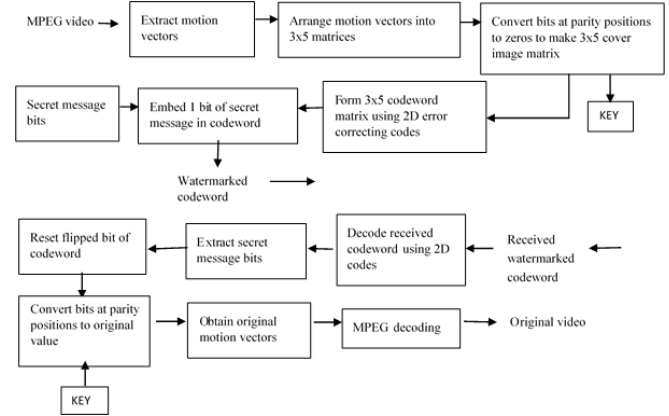 MPEG video
Extract motion
vectors
Arrange motion vectors into
3x5 matrices
Convert bits at parity positions
to zeros to make 3x5 cover
image matrix
Secret message
bits
Embed 1 bit of secret
message in codeword
Form 3x5 codeword
matrix using 2D error
correcting codes
KEY
Watermarked
codeword
Reset flipped bit of
codeword
Extract secret
message bits
Decode received
codeword using 2D
codes
Received
watermarked
codeword
Convert bits at parity
positions to original
value
Obtain original
motion vectors
MPEG decoding
Original video
KEY